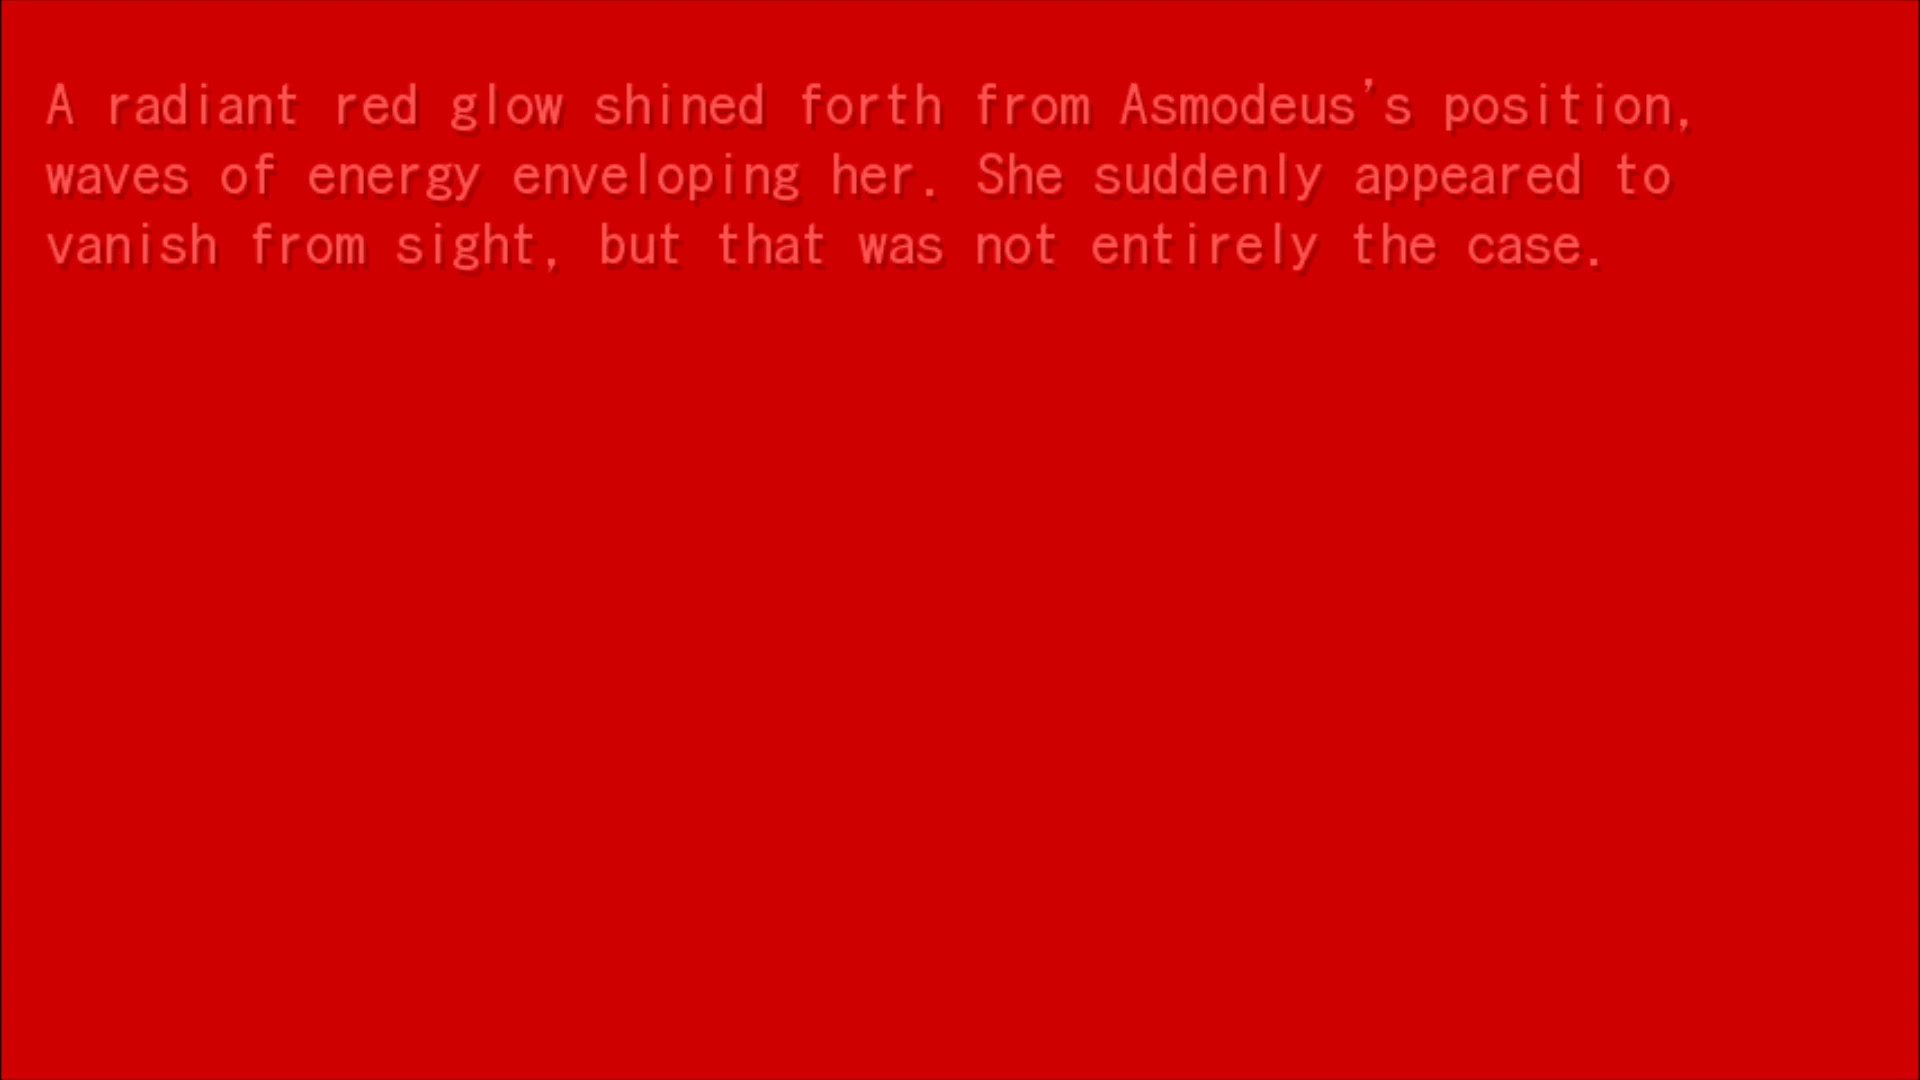 A radiant red glow shined forth from Asmodeus's position,
waves of energy enveloping her. She suddenly appeared to
vanish from sight, but that was not entirely the case.